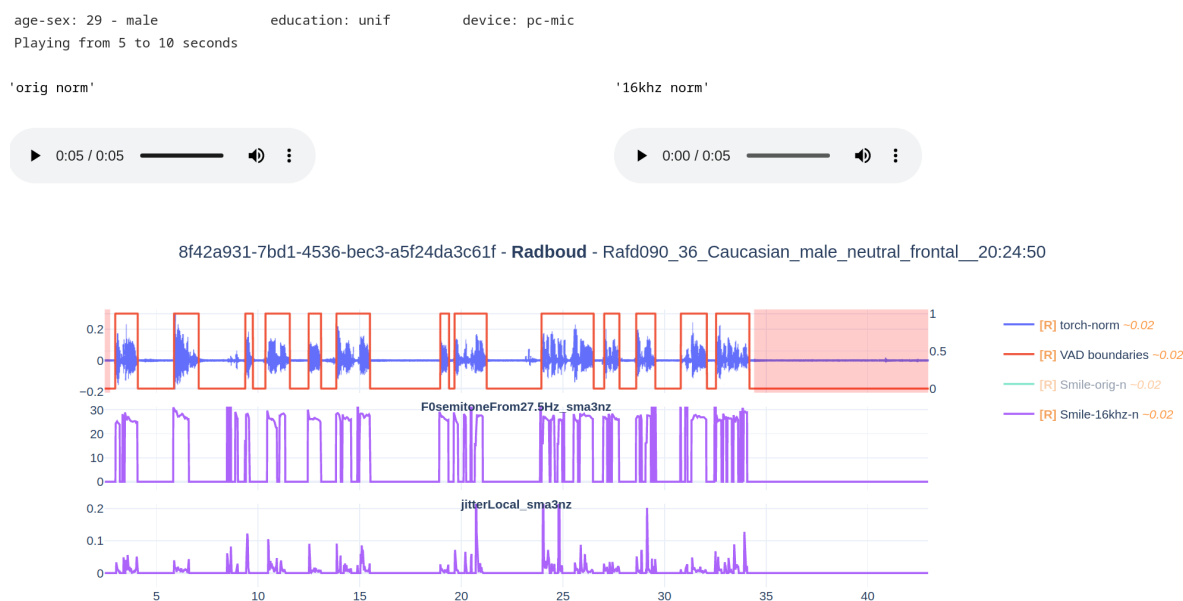 age-sex: 29 - male education: unif device: pc-mic
Playing from 5 to 10 seconds
'orig norm' '16khz norm'
0:05 / 0:05 0:00 / 0:05
8f42a931-7bd1-4536-bec3-a5f24da3c61f - Radboud - Rafd090_36_Caucasian_male_neutral_frontal__20:24:50
0.2
0
−0.2
1
0.5
0
[R] torch-norm ~0.02
[R] VAD boundaries ~0.02
[R] Smile-orig-n ~0.02
[R] Smile-16khz-n ~0.02
F0semitoneFrom27.5Hz_sma3nz
30
20
10
0
jitterLocal_sma3nz
0.2
0.1
0
5 10 15 20 25 30 35 40